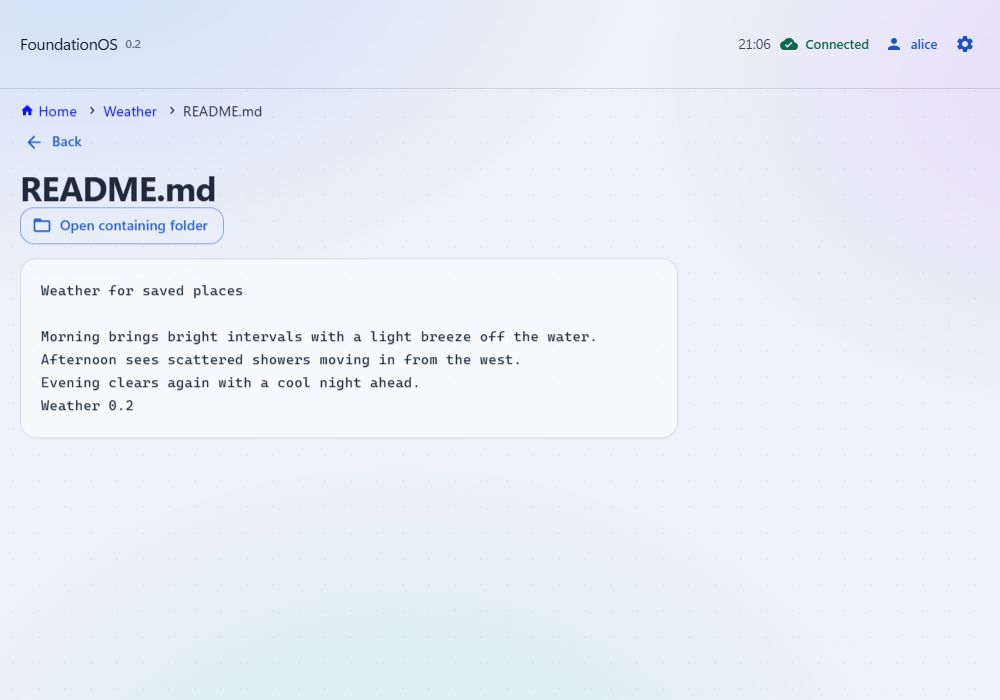 FoundationOS 0.2
21:06 Connected alice
Home > Weather > README.md
Back
README.md
Open containing folder
Weather for saved places
Morning brings bright intervals with a light breeze off the water.
Afternoon sees scattered showers moving in from the west.
Evening clears again with a cool night ahead.
Weather 0.2